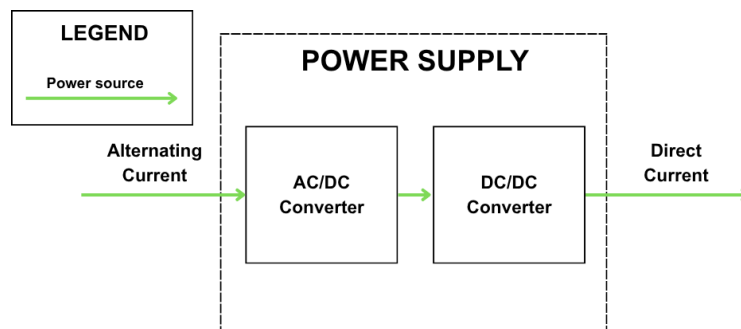 LEGEND
Power source
POWER SUPPLY
Alternating
Current
AC/DC
Converter
DC/DC
Converter
Direct
Current